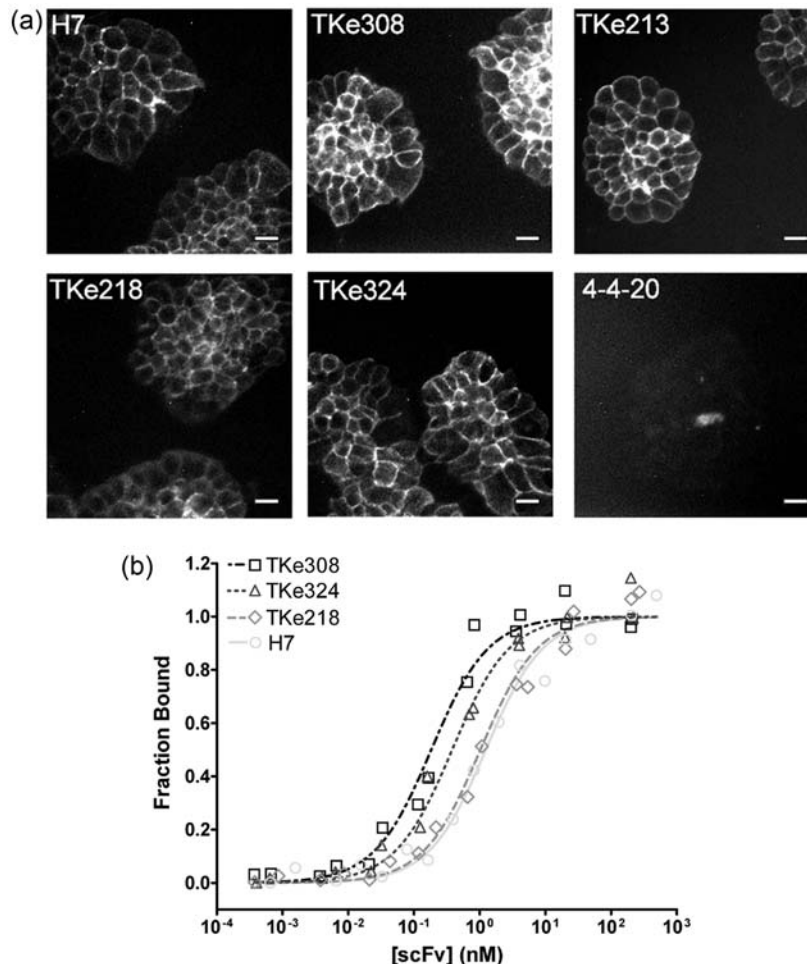 (a)
H7
TKe308
TKe213
TKe218
TKe324
4-4-20
(b)
TKe308
TKe324
TKe218
H7
Fraction Bound
1.2
1.0
0.8
0.6
0.4
0.2
0.0
10⁻⁴ 10⁻³ 10⁻² 10⁻¹ 10⁰ 10¹ 10² 10³
[scFv] (nM)